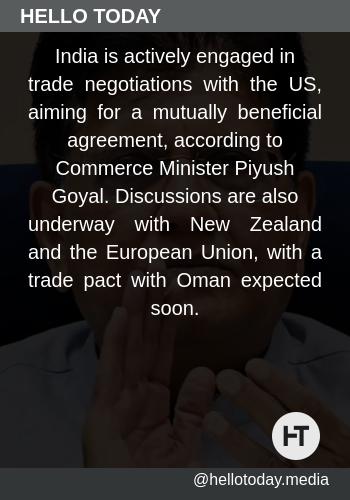 HELLO TODAY
India is actively engaged in
trade negotiations with the US,
aiming for a mutually beneficial
agreement, according to
Commerce Minister Piyush
Goyal. Discussions are also
underway with New Zealand
and the European Union, with a
trade pact with Oman expected
soon.
HT
@hellotoday.media